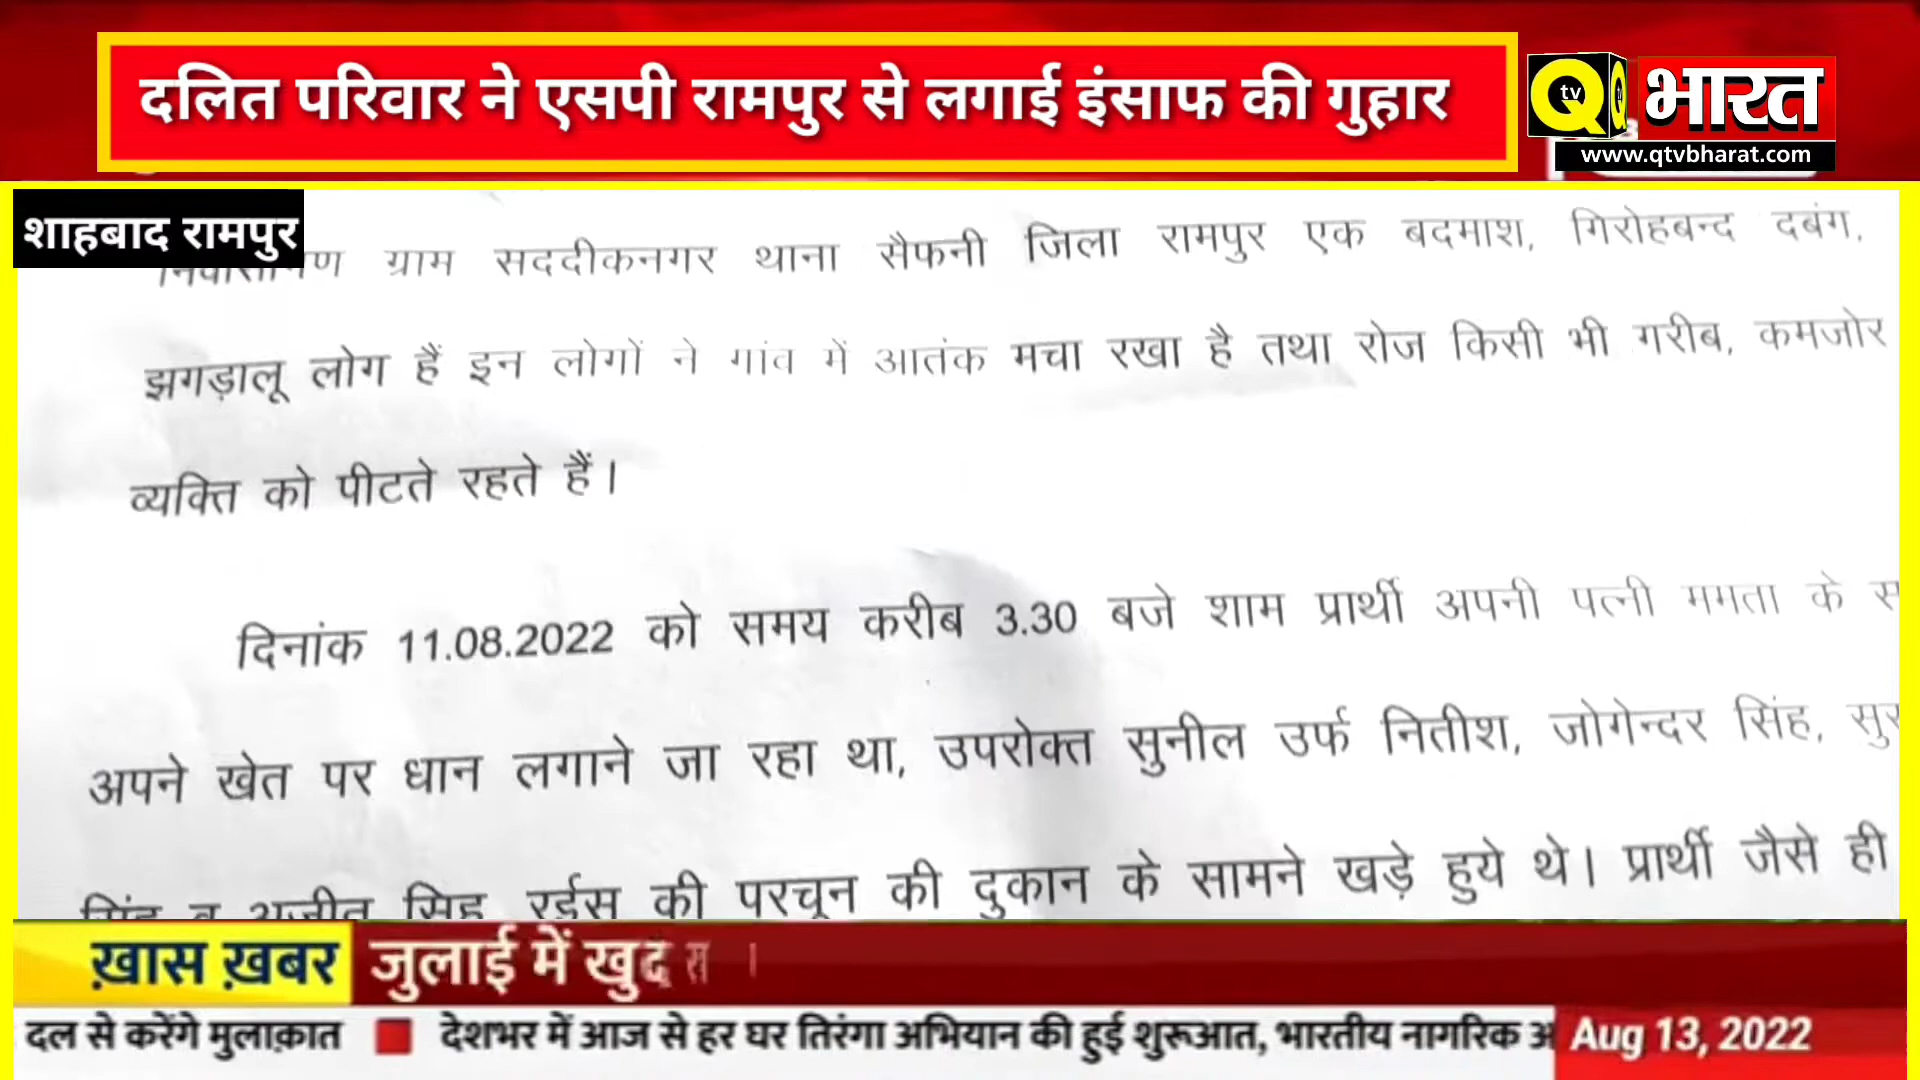 दलित परिवार ने एसपी रामपुर से लगाई इंसाफ की गुहार
Q tv Q भारत
www.qtvbharat.com
शाहबाद रामपुर
ग्राम सददीकनगर थाना सैफनी जिला रामपुर एक बदमाश, गिरोहबन्द दबंग,
झगड़ालू लोग हैं इन लोगों ने गांव में आतंक मचा रखा है तथा रोज किसी भी गरीब, कमजोर
व्यक्ति को पीटते रहते हैं।
दिनांक 11.08.2022 को समय करीब 3.30 बजे शाम प्रार्थी अपनी पत्नी ममता के
अपने खेत पर धान लगाने जा रहा था, उपरोक्त सुनील उर्फ नितीश, जोगेन्दर सिंह,
सिंह व अजीत सिह रईस की परचून की दुकान के सामने खड़े हुये थे। प्रार्थी जैसे ही
ख़ास ख़बर जुलाई में खुद
दल से करेंगे मुलाक़ात देशभर में आज से हर घर तिरंगा अभियान की हुई शुरूआत, भारतीय नागरिक
Aug 13, 2022